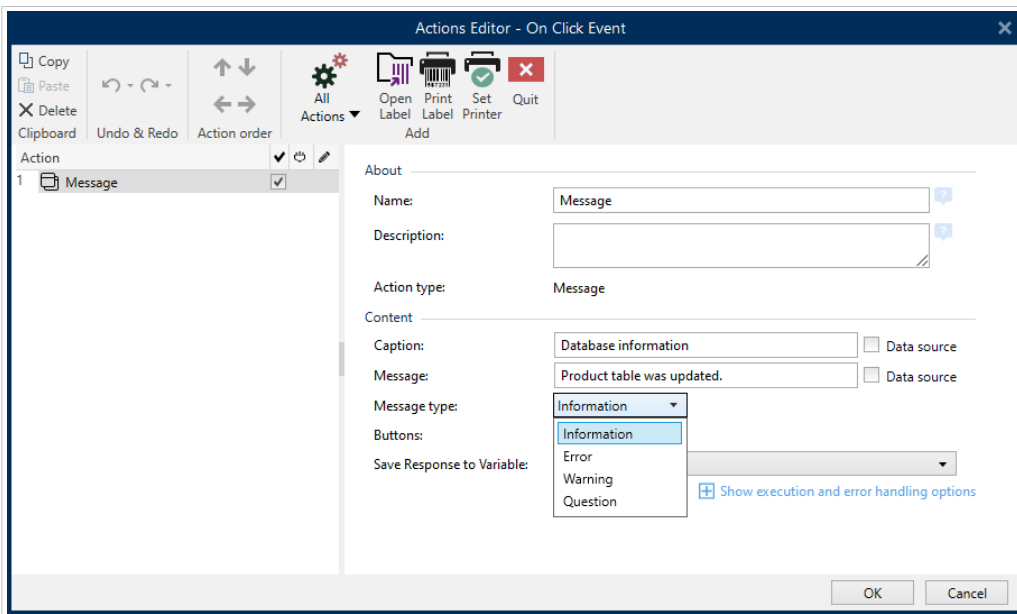 Actions Editor - On Click Event
Copy
Paste
Delete
Clipboard
Undo & Redo
Action order
All
Actions
Open
Label
Print
Label
Set
Printer
Quit
Add
Action
1 Message
About
Name: Message
Description:
Action type: Message
Content
Caption: Database information Data source
Message: Product table was updated. Data source
Message type: Information
Buttons:
Information
Error
Save Response to Variable:
Warning
Question
Show execution and error handling options
OK Cancel